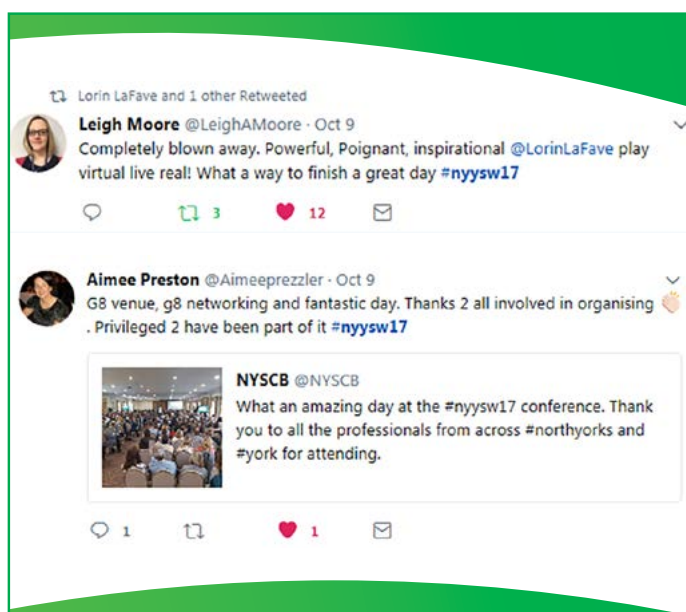 Lorin LaFave and 1 other Retweeted
Leigh Moore @LeighAMoore · Oct 9
Completely blown away. Powerful, Poignant, inspirational @LorinLaFave play
virtual live real! What a way to finish a great day #nyysw17
3 12
Aimee Preston @Aimeeprezzler · Oct 9
G8 venue, g8 networking and fantastic day. Thanks 2 all involved in organising 👏🏻
. Privileged 2 have been part of it #nyysw17
NYSCB @NYSCB
What an amazing day at the #nyysw17 conference. Thank
you to all the professionals from across #northyorks and
#york for attending.
1 1